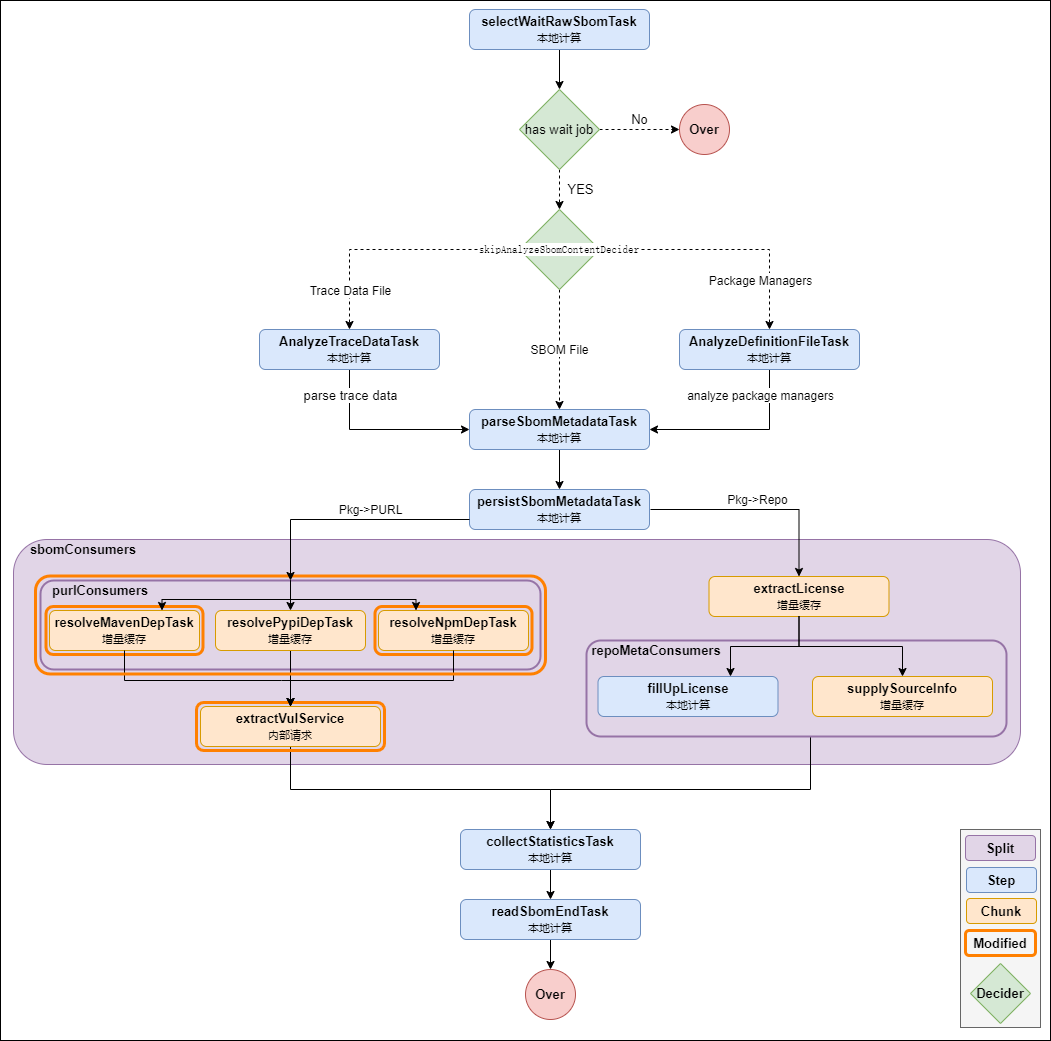 selectWaitRawSbomTask
本地计算
has wait job
No
Over
YES
skipAnalyzeSbomContentDecider
Trace Data File
Package Managers
AnalyzeTraceDataTask
本地计算
SBOM File
AnalyzeDefinitionFileTask
本地计算
parse trace data
analyze package managers
parseSbomMetadataTask
本地计算
persistSbomMetadataTask
本地计算
Pkg->PURL
Pkg->Repo
sbomConsumers
purlConsumers
resolveMavenDepTask
增量缓存
resolvePypiDepTask
增量缓存
resolveNpmDepTask
增量缓存
extractLicense
增量缓存
repoMetaConsumers
fillUpLicense
本地计算
supplySourceInfo
增量缓存
extractVulService
内部请求
collectStatisticsTask
本地计算
readSbomEndTask
本地计算
Over
Split
Step
Chunk
Modified
Decider